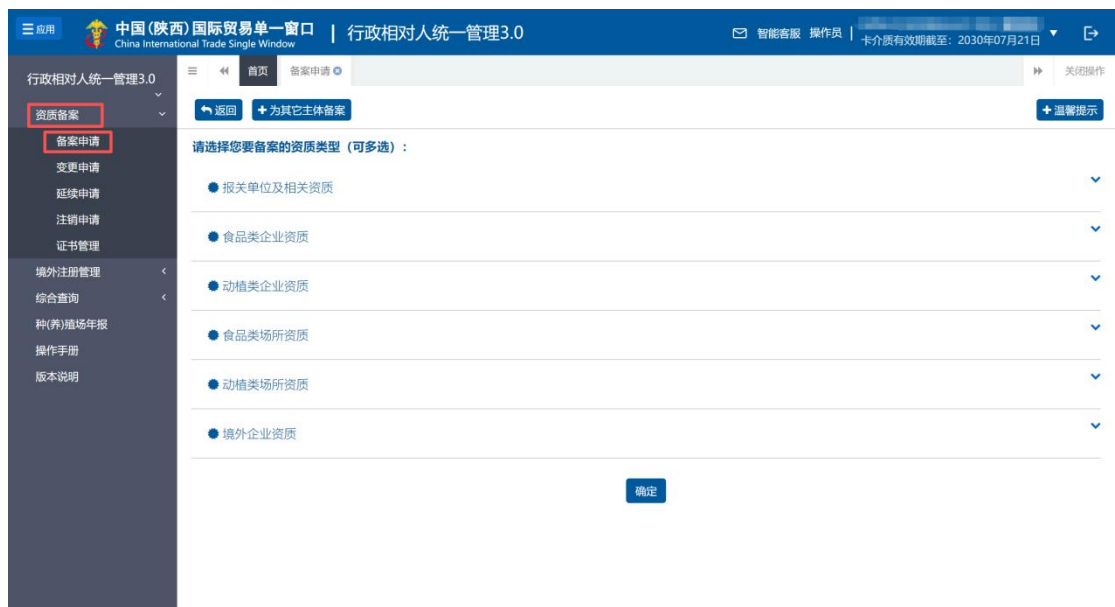 应用
中国(陕西)国际贸易单一窗口 | 行政相对人统一管理3.0
China International Trade Single Window
智能客服 操作员 | 卡介质有效期截至: 2030年07月21日
行政相对人统一管理3.0
首页 备案申请 关闭操作
返回 +为其它主体备案 +温馨提示
资质备案
备案申请
变更申请
延续申请
注销申请
证书管理
境外注册管理
综合查询
种(养)殖场年报
操作手册
版本说明
请选择您要备案的资质类型（可多选）:
报关单位及相关资质
食品类企业资质
动植类企业资质
食品类场所资质
动植类场所资质
境外企业资质
确定